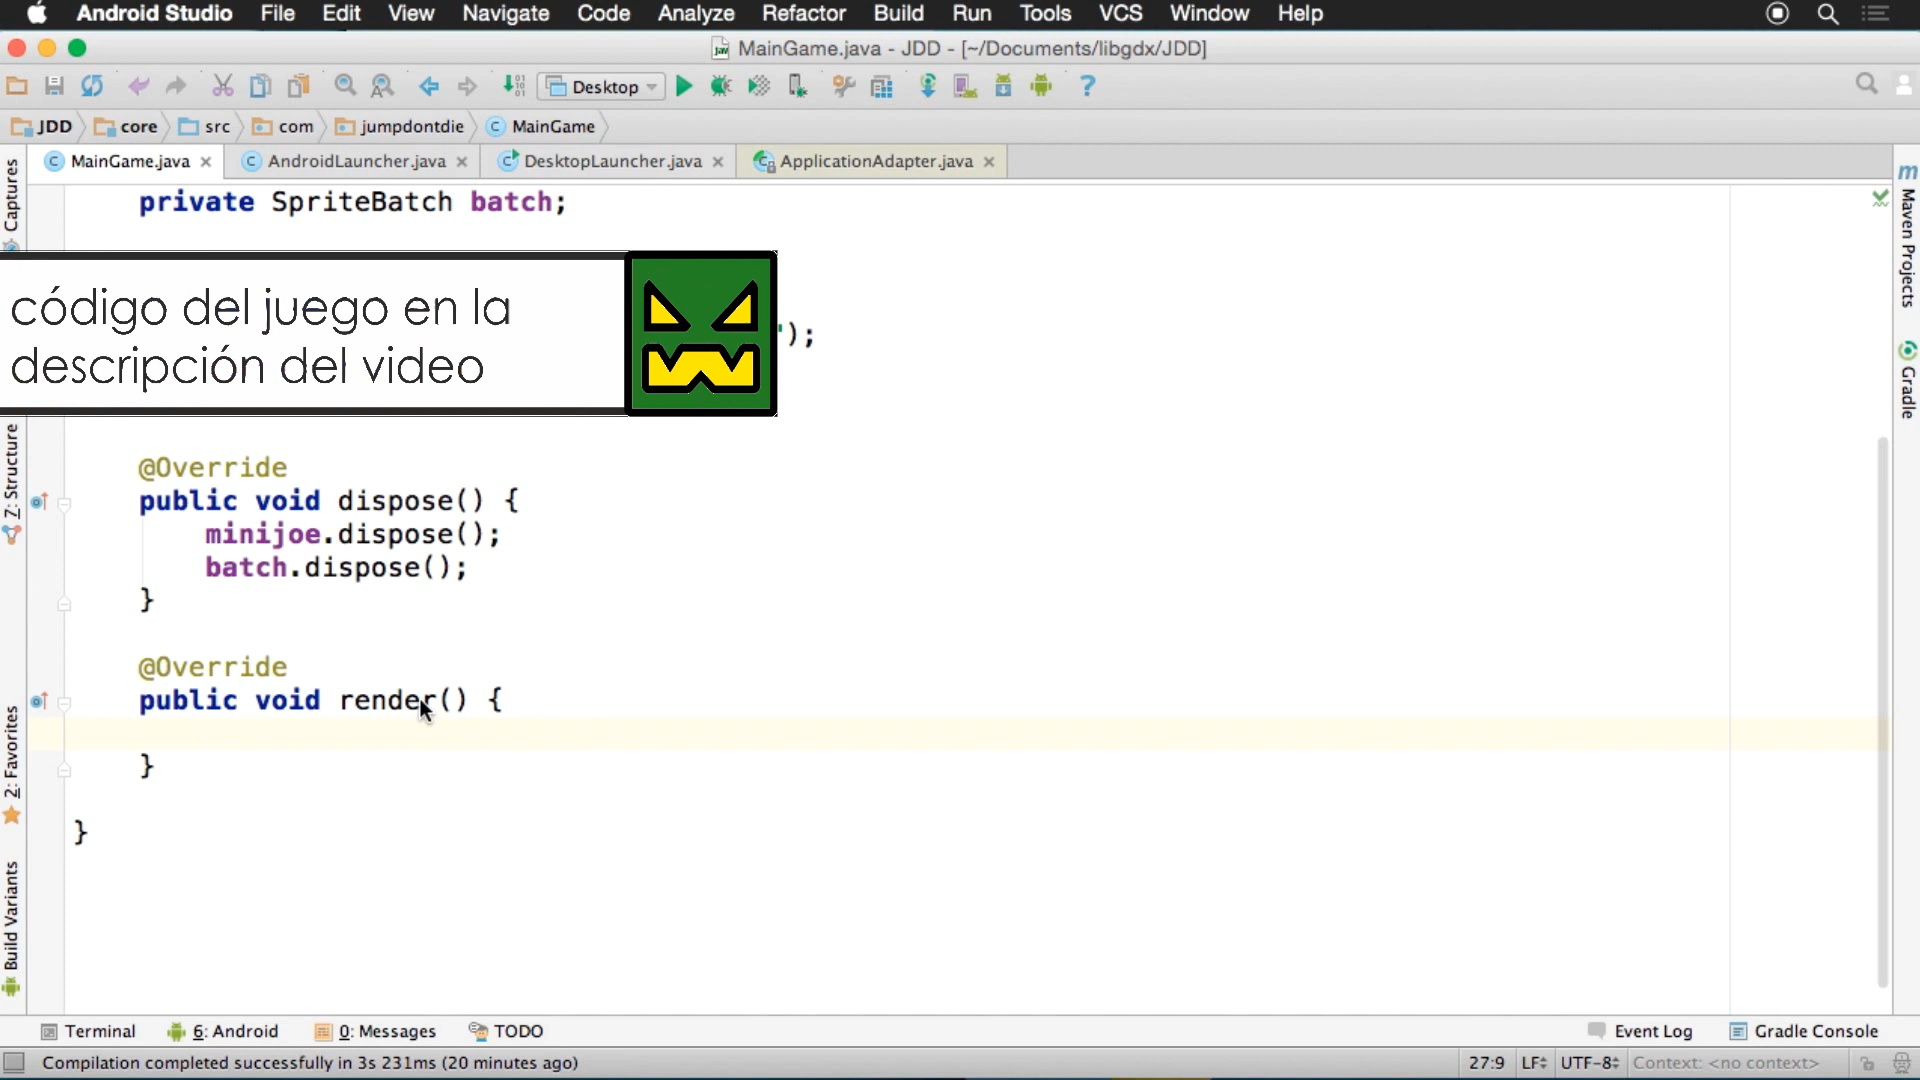 Android Studio File Edit View Navigate Code Analyze Refactor Build Run Tools VCS Window Help
MainGame.java - JDD - [~/Documents/libgdx/JDD]
Desktop
JDD core src com jumpdontdie MainGame
MainGame.java AndroidLauncher.java DesktopLauncher.java ApplicationAdapter.java
Captures
Maven Projects
Gradle
private SpriteBatch batch;
código del juego en la
descripción del video
");
7: Structure
@Override
public void dispose() {
minijoe.dispose();
batch.dispose();
}
@Override
public void render() {
}
}
2: Favorites
Build Variants
Terminal 6: Android 0: Messages TODO Event Log Gradle Console
Compilation completed successfully in 3s 231ms (20 minutes ago) 27:9 LF UTF-8 Context: <no context>